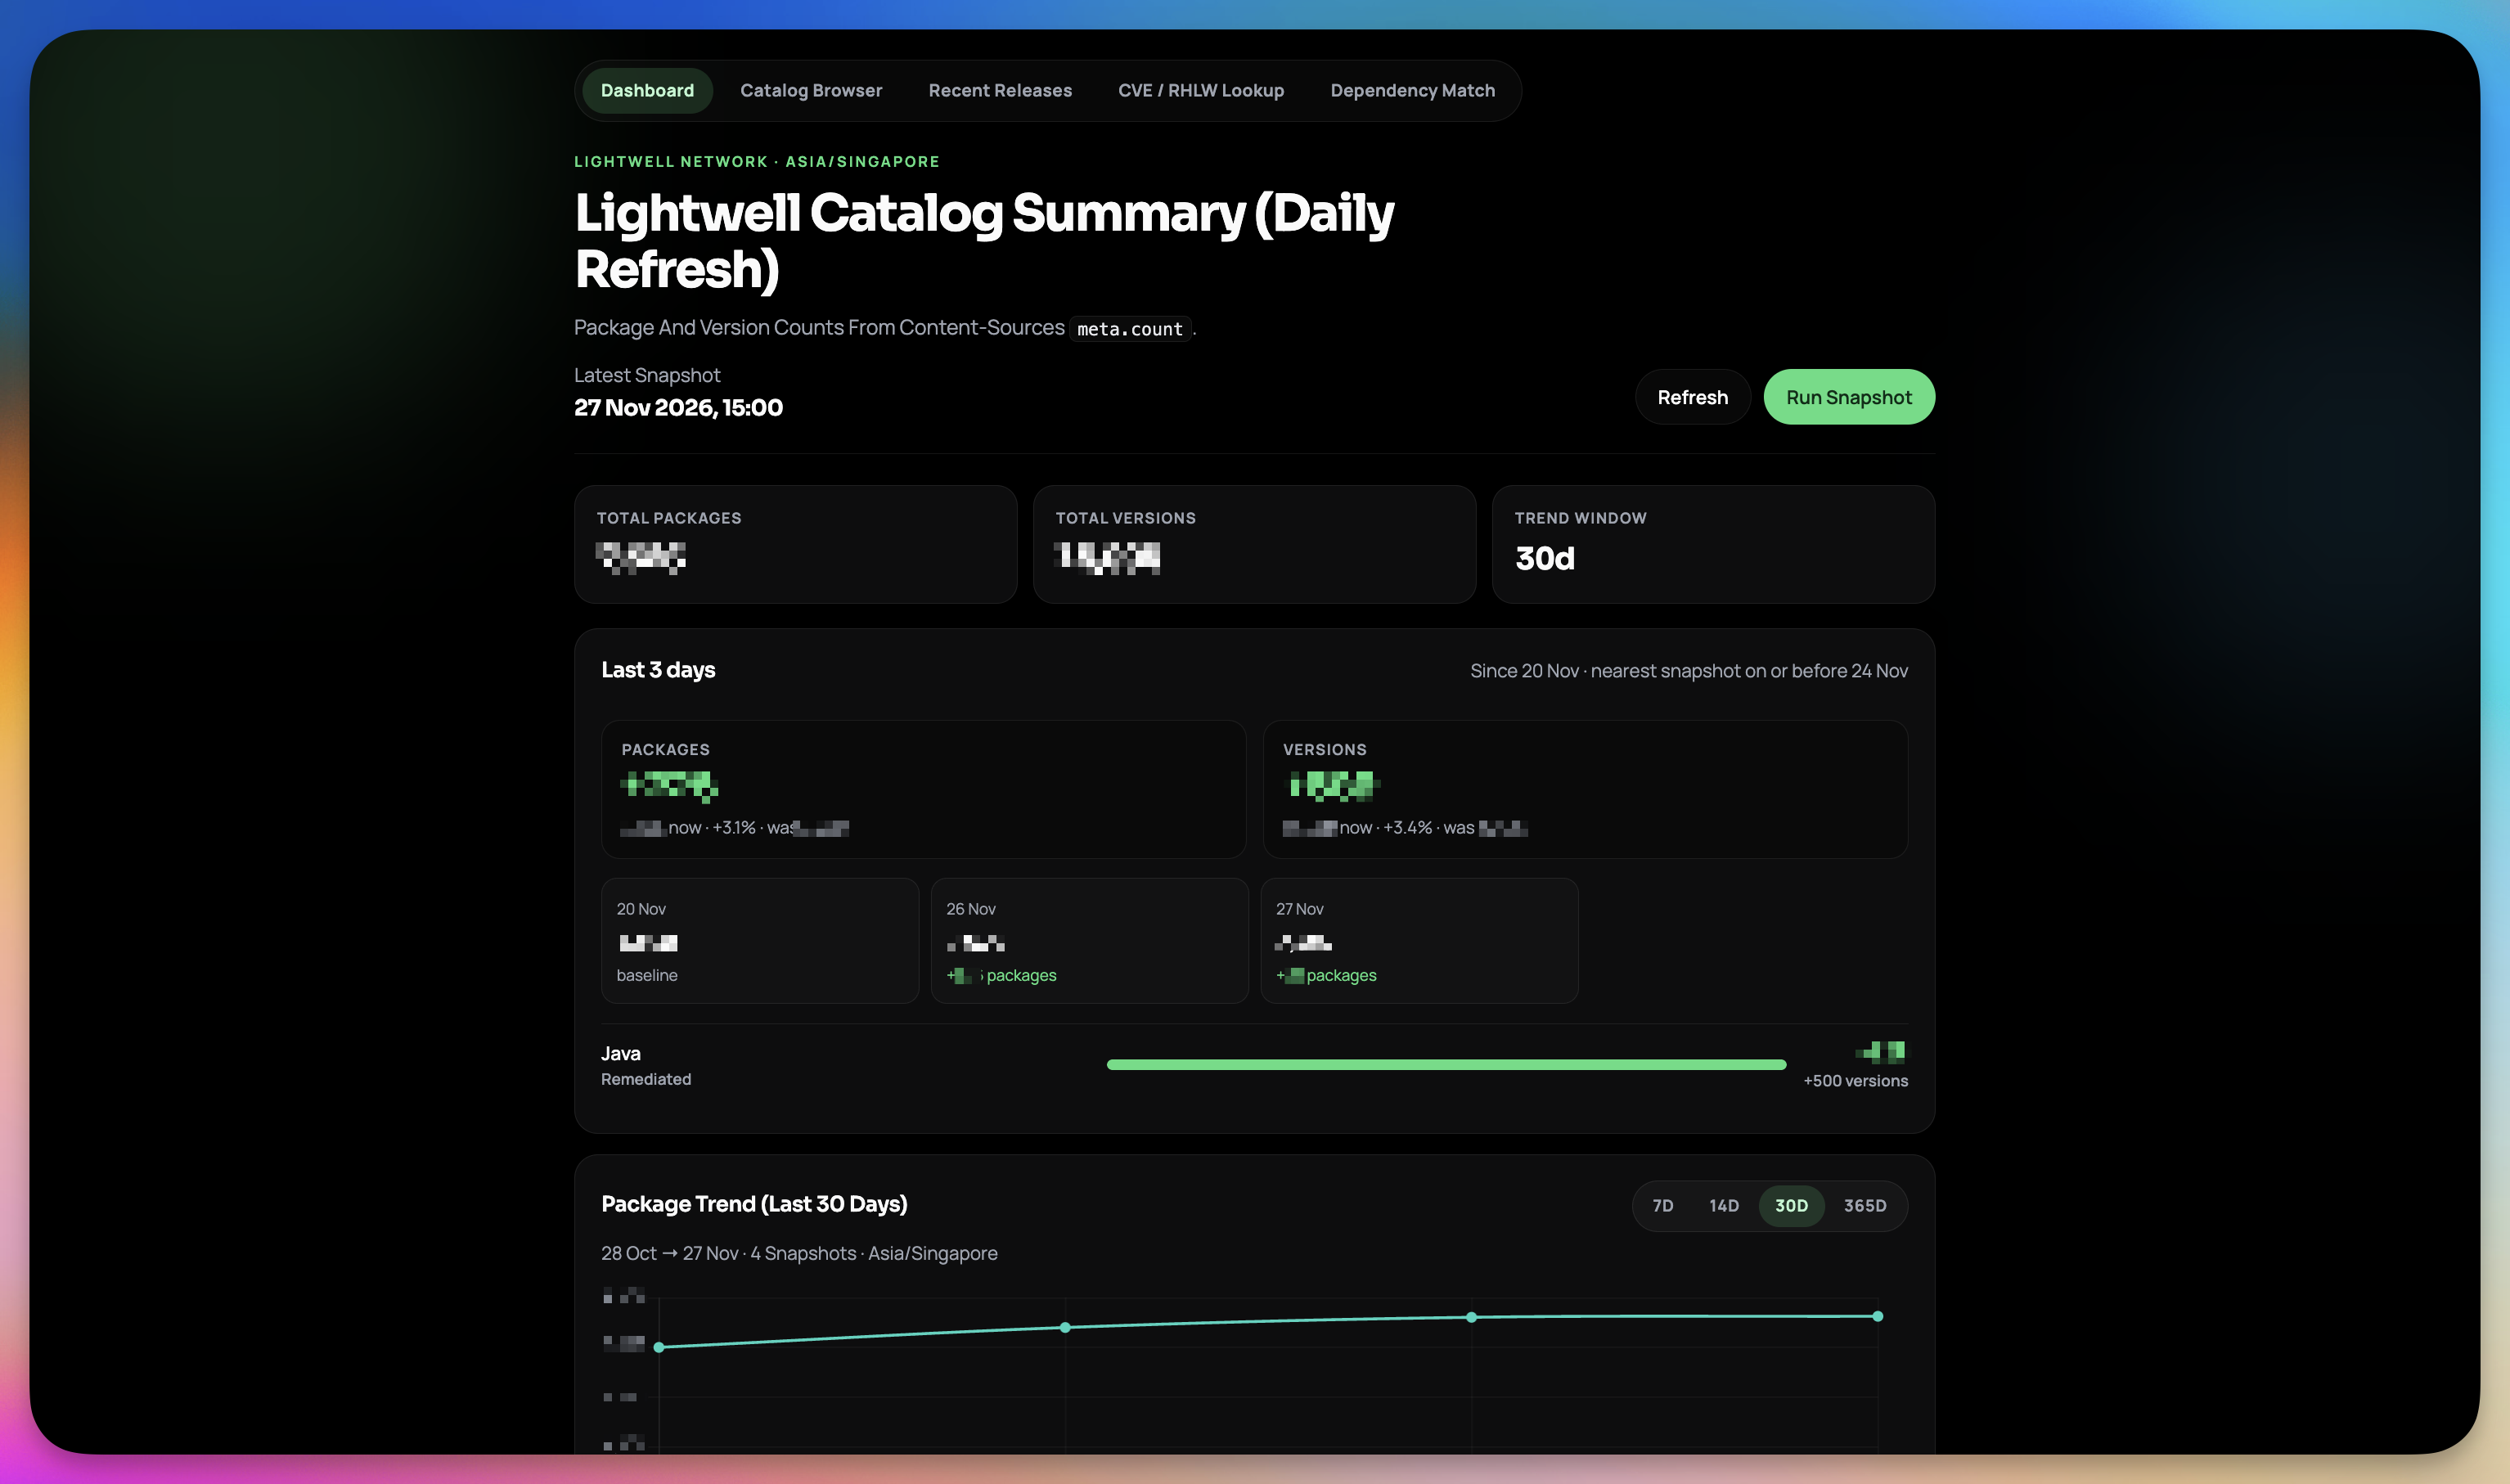 Dashboard
Catalog Browser
Recent Releases
CVE / RHLW Lookup
Dependency Match
LIGHTWELL NETWORK · ASIA/SINGAPORE
Lightwell Catalog Summary (Daily
Refresh)
Package And Version Counts From Content-Sources meta.count.
Latest Snapshot
27 Nov 2026, 15:00
Refresh
Run Snapshot
TOTAL PACKAGES
TOTAL VERSIONS
TREND WINDOW
30d
Last 3 days
Since 20 Nov · nearest snapshot on or before 24 Nov
PACKAGES
now · +3.1% · was
VERSIONS
now · +3.4% · was
20 Nov
baseline
26 Nov
packages
27 Nov
packages
Java
Remediated
+500 versions
Package Trend (Last 30 Days)
7D
14D
30D
365D
28 Oct → 27 Nov · 4 Snapshots · Asia/Singapore